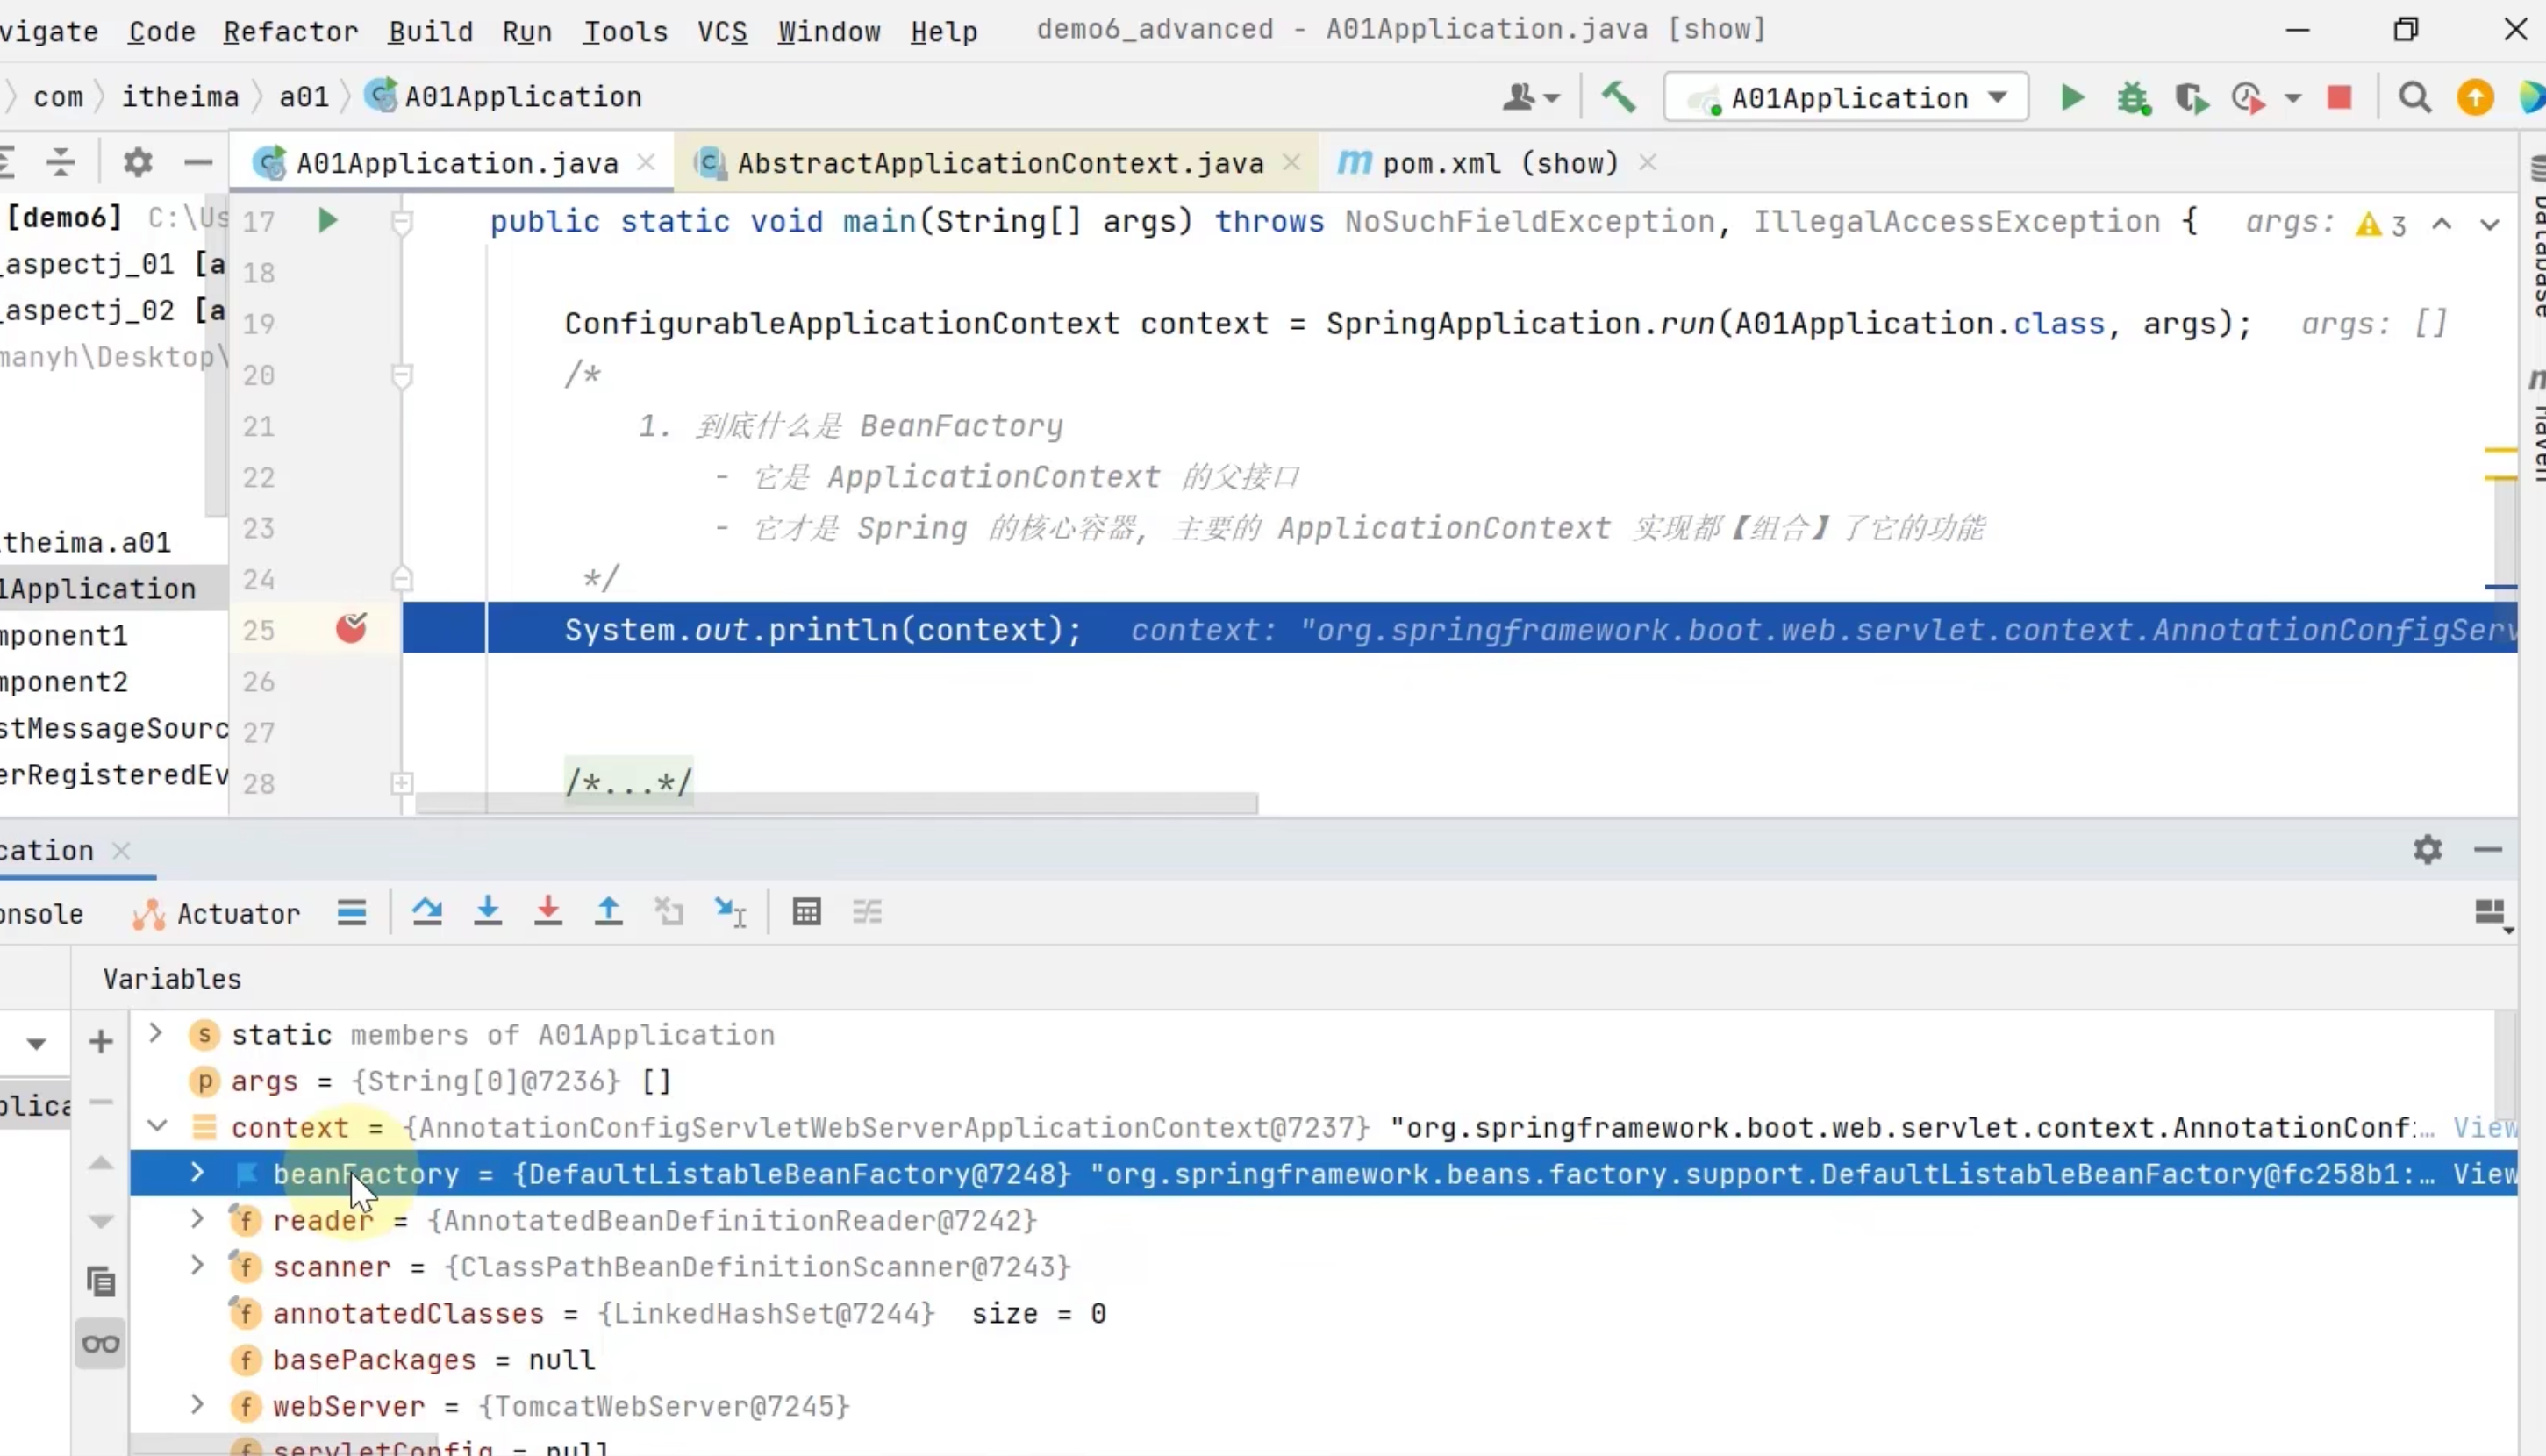 vigate Code Refactor Build Run Tools VCS Window Help demo6_advanced - A01Application.java [show]
com itheima a01 A01Application
A01Application
A01Application.java AbstractApplicationContext.java pom.xml (show)
[demo6] C:\Us
_aspectj_01 [a
_aspectj_02 [a
manyh\Desktop\
theima.a01
1Application
mponent1
mponent2
stMessageSourc
erRegisteredEv
17 public static void main(String[] args) throws NoSuchFieldException, IllegalAccessException { args: 3
18
19 ConfigurableApplicationContext context = SpringApplication.run(A01Application.class, args); args: []
20 /*
21 1. 到底什么是 BeanFactory
22 - 它是 ApplicationContext 的父接口
23 - 它才是 Spring 的核心容器, 主要的 ApplicationContext 实现都【组合】了它的功能
24 */
25 System.out.println(context); context: "org.springframework.boot.web.servlet.context.AnnotationConfigServ
26
27
28 /*...*/
Database
Maven
cation
onsole Actuator
Variables
plica
static members of A01Application
args = {String[0]@7236} []
context = {AnnotationConfigServletWebServerApplicationContext@7237} "org.springframework.boot.web.servlet.context.AnnotationConf:... View
beanFactory = {DefaultListableBeanFactory@7248} "org.springframework.beans.factory.support.DefaultListableBeanFactory@fc258b1:... View
reader = {AnnotatedBeanDefinitionReader@7242}
scanner = {ClassPathBeanDefinitionScanner@7243}
annotatedClasses = {LinkedHashSet@7244} size = 0
basePackages = null
webServer = {TomcatWebServer@7245}
servletConfig = null